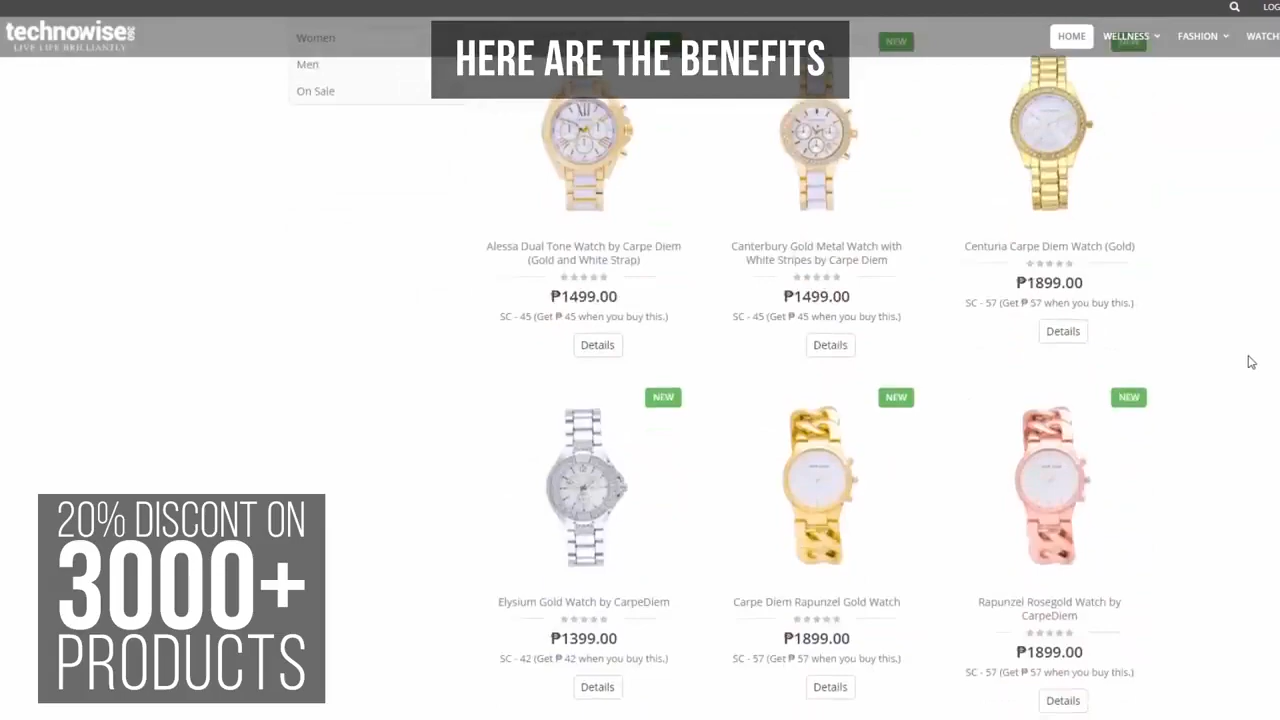 LOG
technowise360
LIVE LIFE BRILLIANTLY
HOME
WELLNESS
FASHION
WATCH
Women
Men
On Sale
HERE ARE THE BENEFITS
NEW
Alessa Dual Tone Watch by Carpe Diem
(Gold and White Strap)
₱1499.00
SC - 45 (Get ₱ 45 when you buy this.)
Details
Canterbury Gold Metal Watch with
White Stripes by Carpe Diem
₱1499.00
SC - 45 (Get ₱ 45 when you buy this.)
Details
Centuria Carpe Diem Watch (Gold)
₱1899.00
SC - 57 (Get ₱ 57 when you buy this.)
Details
NEW
Elysium Gold Watch by CarpeDiem
₱1399.00
SC - 42 (Get ₱ 42 when you buy this.)
Details
NEW
Carpe Diem Rapunzel Gold Watch
₱1899.00
SC - 57 (Get ₱ 57 when you buy this.)
Details
NEW
Rapunzel Rosegold Watch by
CarpeDiem
₱1899.00
SC - 57 (Get ₱ 57 when you buy this.)
Details
20% DISCONT ON
3000+
PRODUCTS